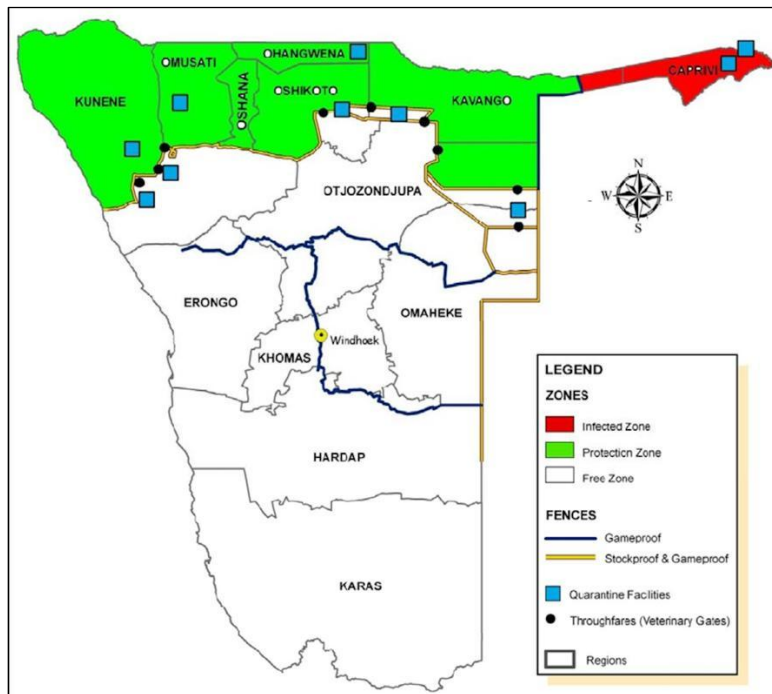 OHANGWENA
OMUSATI
CAPRIVI
KUNENE
OSHANA
OSHIKOTO
KAVANGO
N
W
E
S
OTJOZONDJUPA
ERONGO
OMAHEKE
Windhoek
KHOMAS
HARDAP
KARAS
LEGEND
ZONES
Infected Zone
Protection Zone
Free Zone
FENCES
Gameproof
Stockproof & Gameproof
Quarantine Facilities
Throughfares (Veterinary Gates)
Regions